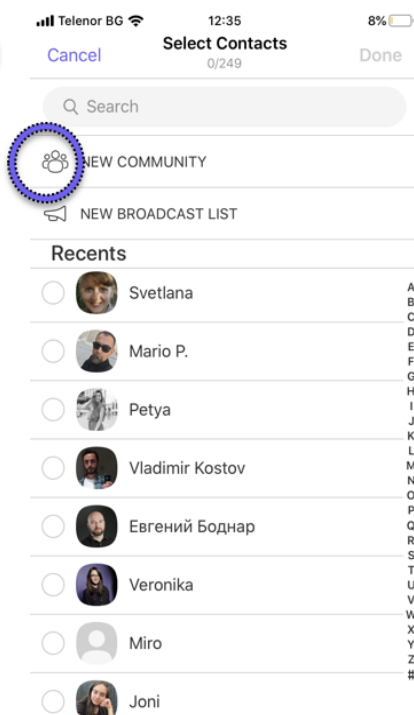 Telenor BG 12:35 8%
Cancel Select Contacts Done
0/249
Search
NEW COMMUNITY
NEW BROADCAST LIST
Recents
Svetlana
Mario P.
Petya
Vladimir Kostov
Евгений Боднар
Veronika
Miro
Joni
A
B
C
D
E
F
G
H
I
J
K
L
M
N
O
P
Q
R
S
T
U
V
W
X
Y
Z
#